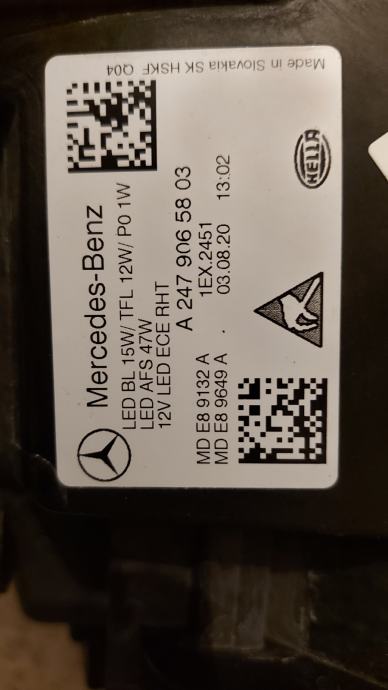 Mercedes-Benz
LED BL 15W/ TFL 12W/ P0 1W
LED AFS 47W
12V LED ECE RHT
A 247 906 58 03
MD E8 9132 A 1EX.2451
MD E8 9649 A . 03.08.20 13:02
HELLA
Made in Slovakia SK HSKF Q04